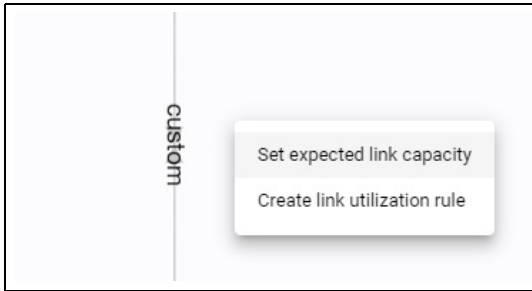 custom
Set expected link capacity
Create link utilization rule